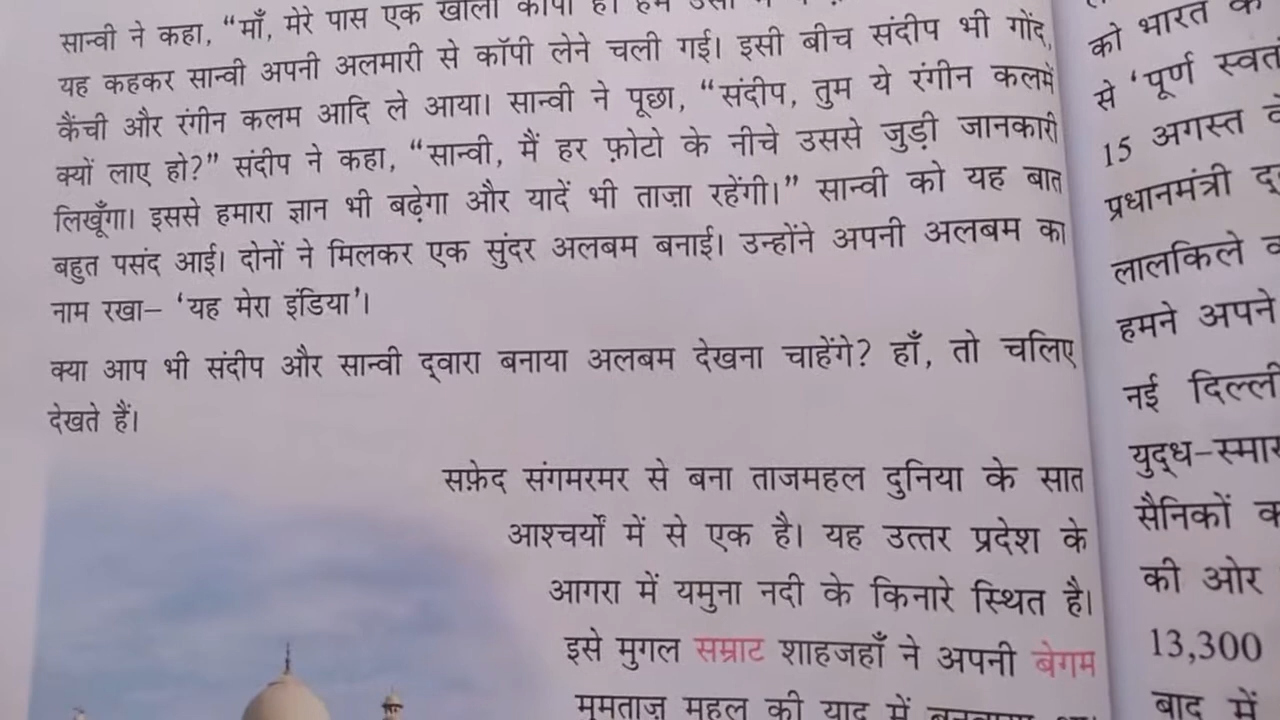 सान्वी ने कहा, “माँ, मेरे पास एक खाली कॉपी है। हम उसी में
यह कहकर सान्वी अपनी अलमारी से कॉपी लेने चली गई। इसी बीच संदीप भी गोंद,
कैंची और रंगीन कलम आदि ले आया। सान्वी ने पूछा, “संदीप, तुम ये रंगीन कलमें
क्यों लाए हो?” संदीप ने कहा, “सान्वी, मैं हर फ़ोटो के नीचे उससे जुड़ी जानकारी
लिखूँगा। इससे हमारा ज्ञान भी बढ़ेगा और यादें भी ताज़ा रहेंगी।” सान्वी को यह बात
बहुत पसंद आई। दोनों ने मिलकर एक सुंदर अलबम बनाई। उन्होंने अपनी अलबम का
नाम रखा– ‘यह मेरा इंडिया’।
क्या आप भी संदीप और सान्वी द्वारा बनाया अलबम देखना चाहेंगे? हाँ, तो चलिए
देखते हैं।
सफ़ेद संगमरमर से बना ताजमहल दुनिया के सात
आश्चर्यों में से एक है। यह उत्तर प्रदेश के
आगरा में यमुना नदी के किनारे स्थित है।
इसे मुगल सम्राट शाहजहाँ ने अपनी बेगम
मुमताज़ महल की याद में
को भारत के
से ‘पूर्ण
15 अगस्त
प्रधानमंत्री
लालकिले
हमने अपने
नई दिल्ली
युद्ध-स्मार
सैनिकों
की ओर
13,300
बाद में